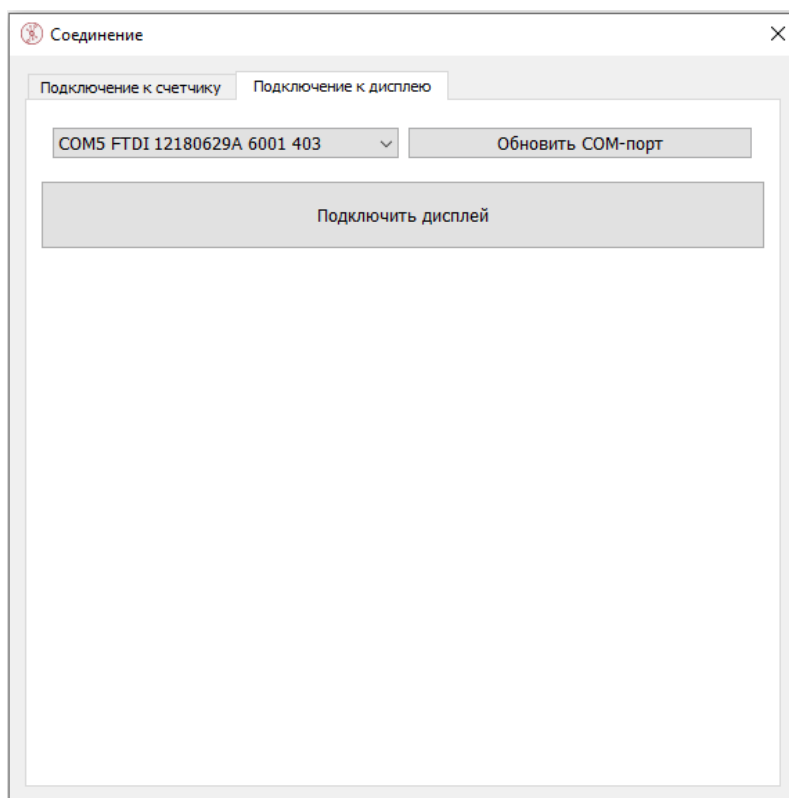 Соединение
Подключение к счетчику Подключение к дисплею
COM5 FTDI 12180629A 6001 403 Обновить COM-порт
Подключить дисплей